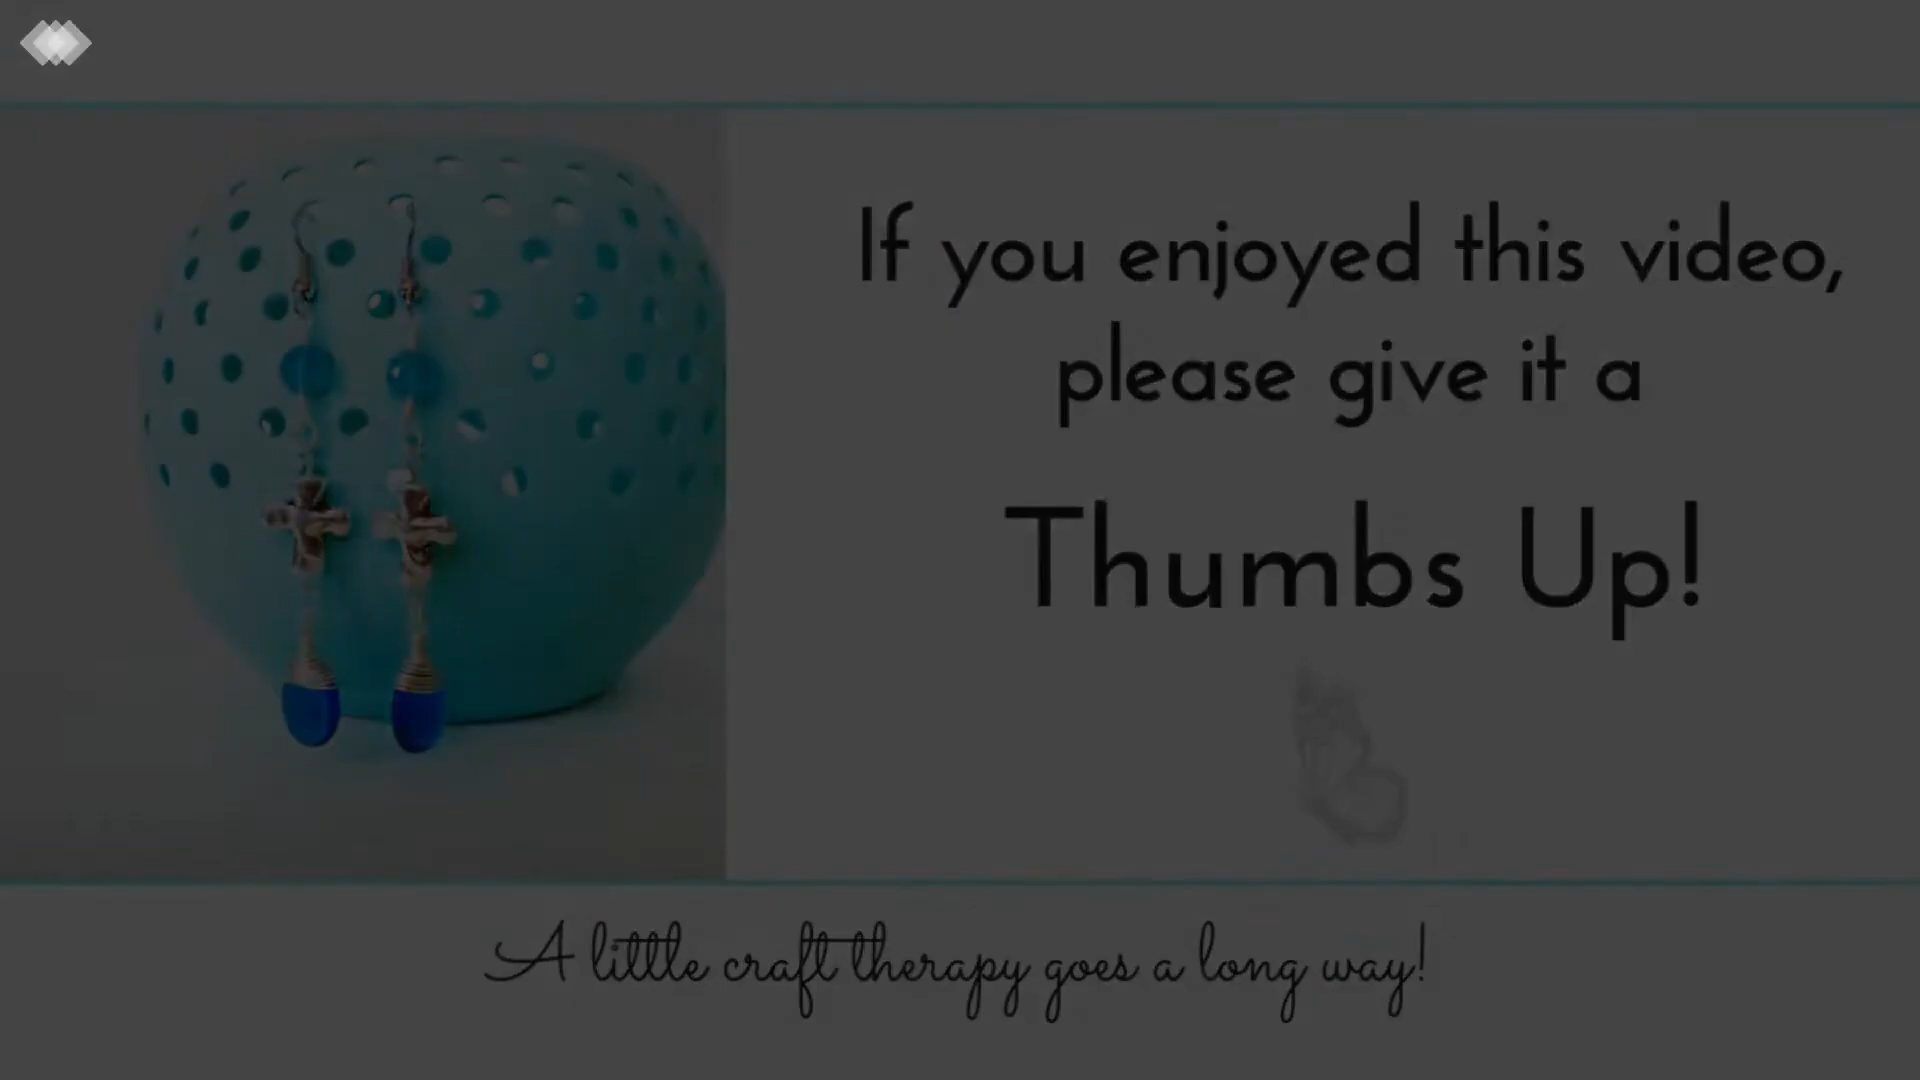 If you enjoyed this video,
please give it a
Thumbs Up!
A little craft therapy goes a long way!